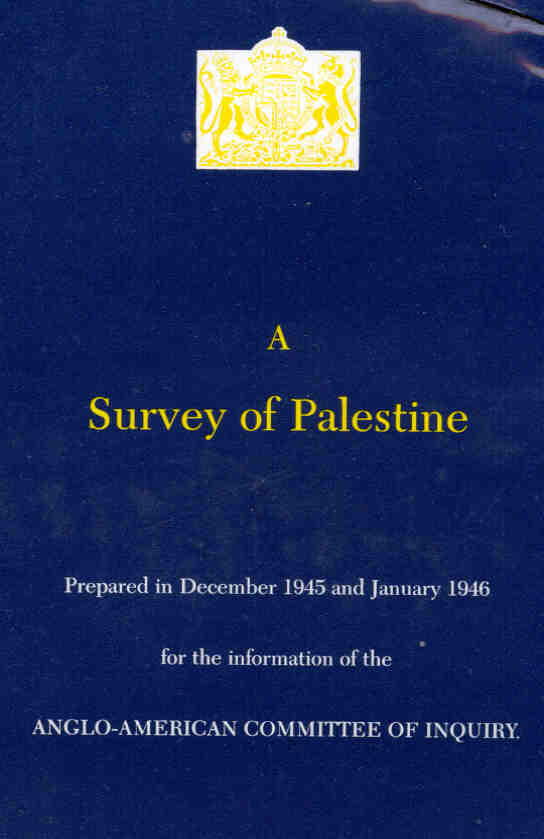 A
Survey of Palestine
Prepared in December 1945 and January 1946
for the information of the
ANGLO-AMERICAN COMMITTEE OF INQUIRY.